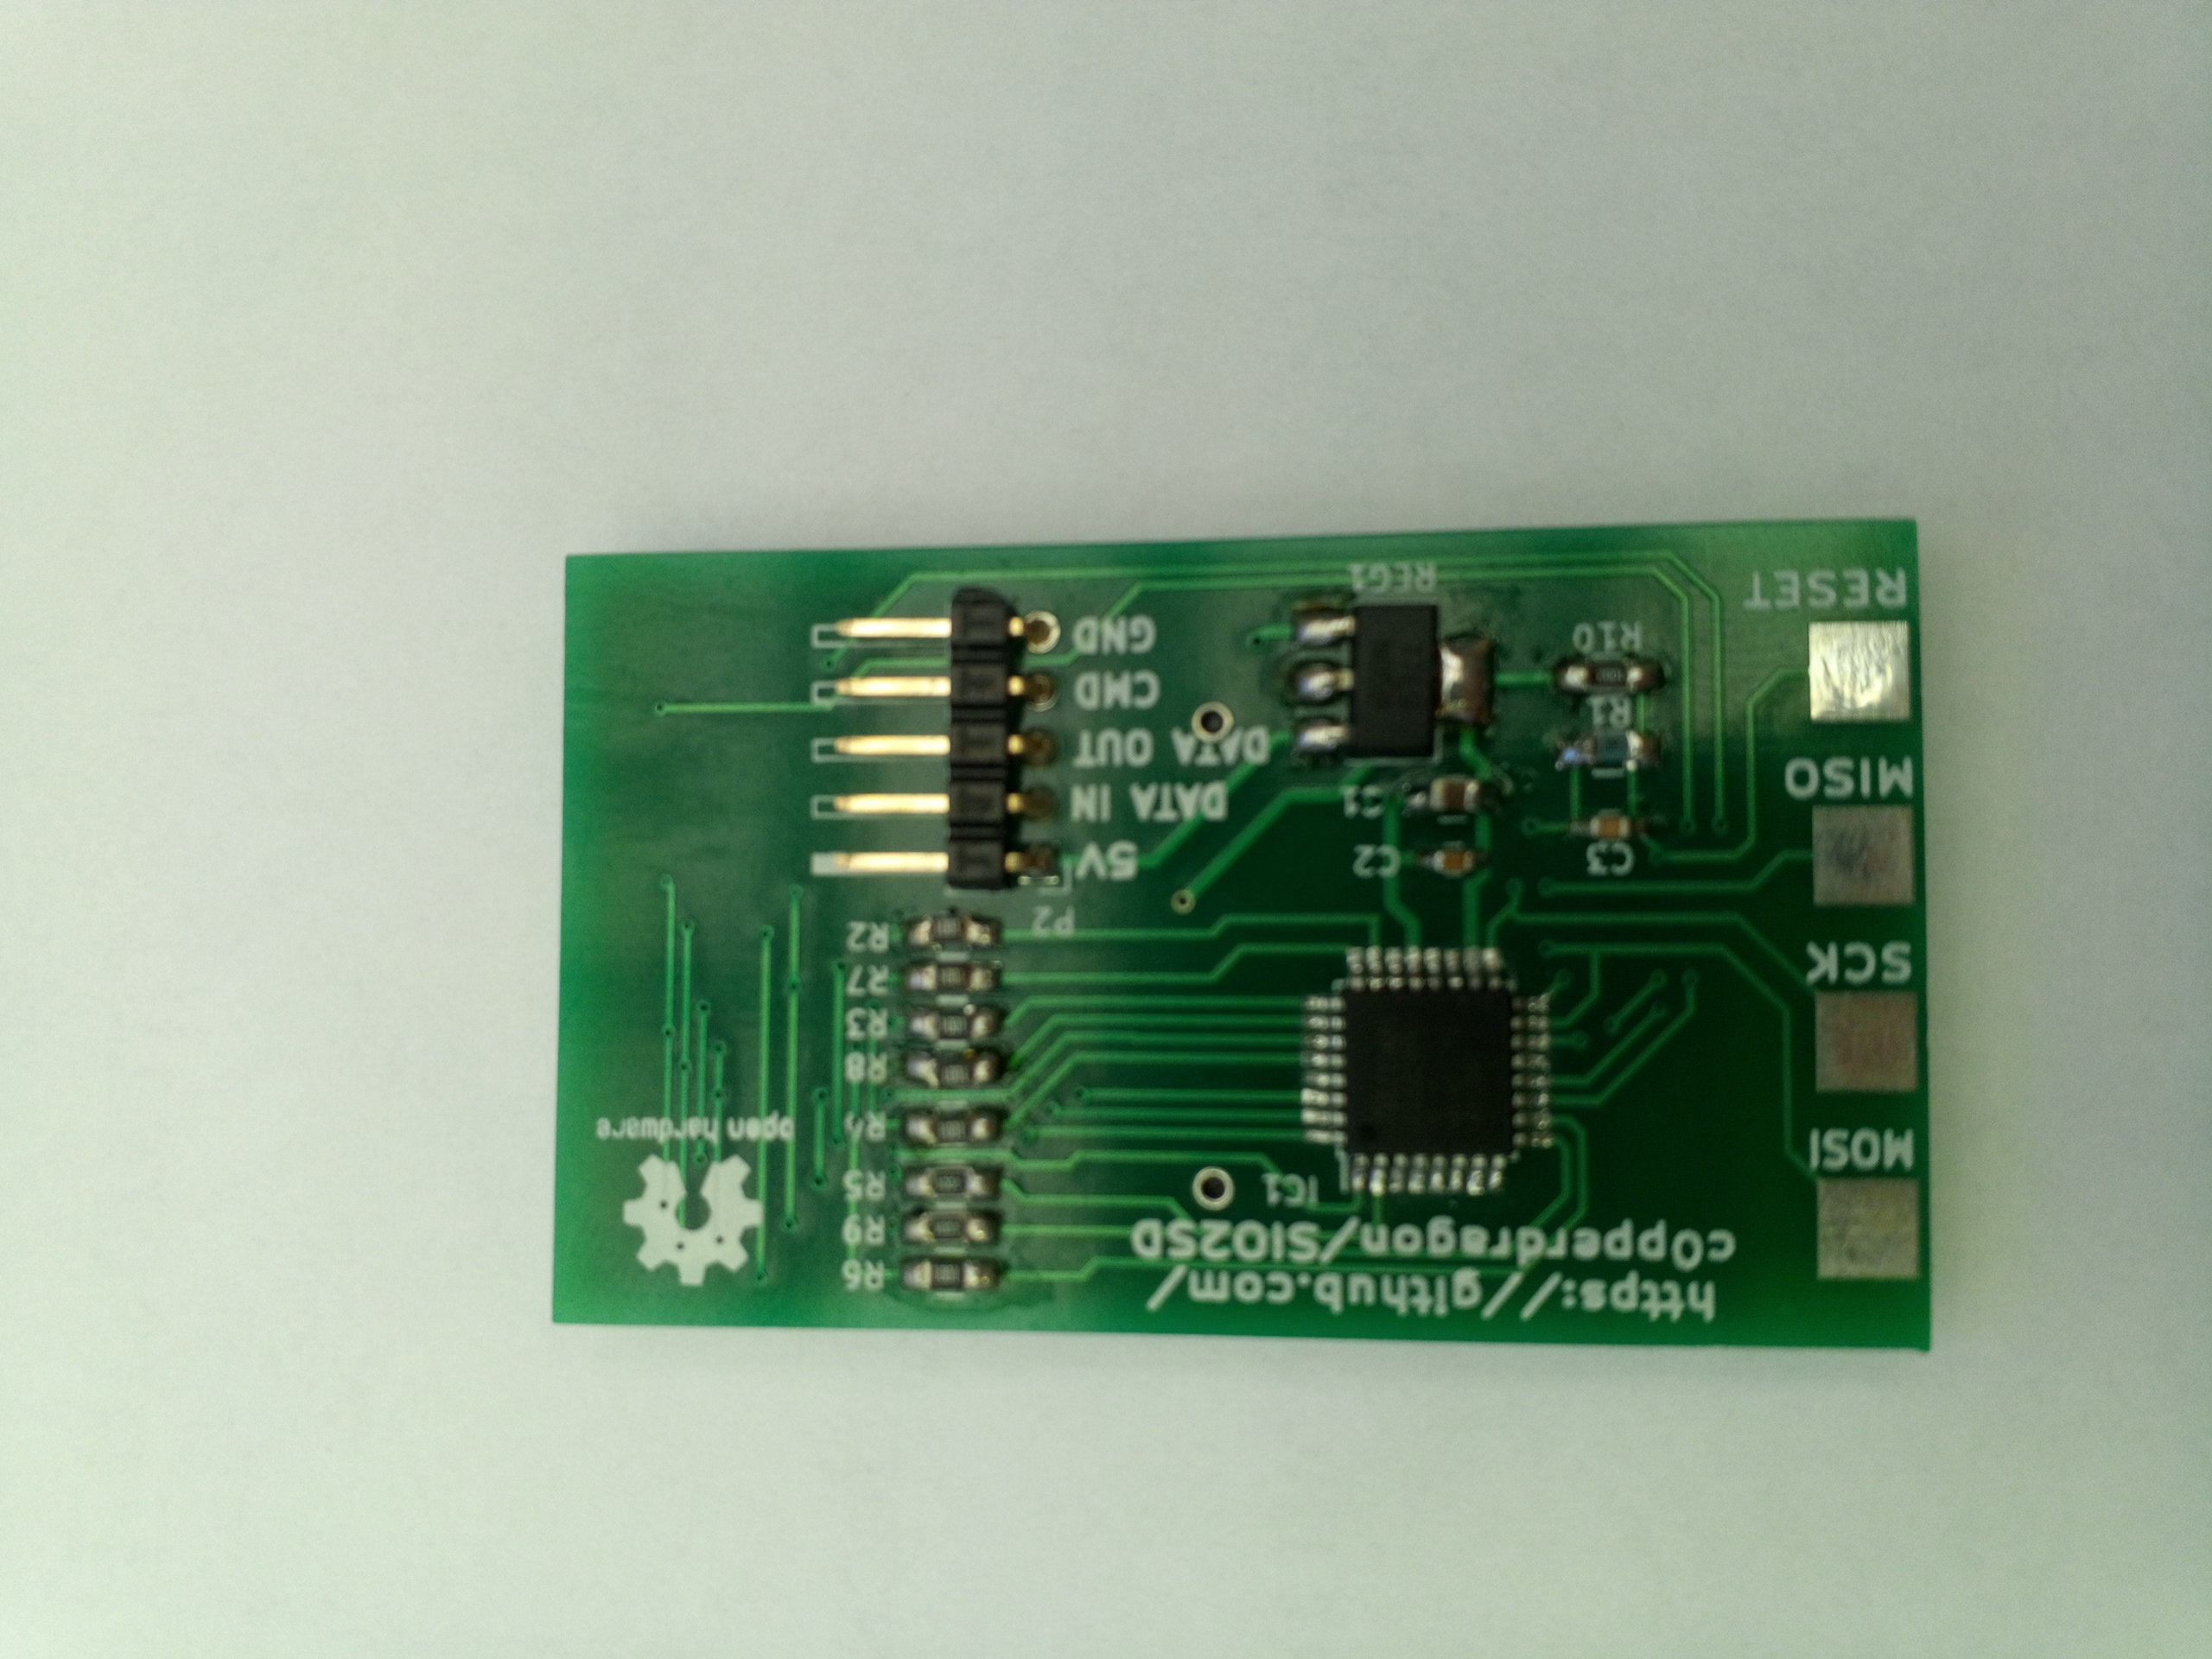 https://github.com/
c0pperdragon/SIO2SD
IC1
MOSI
SCK
MISO
RESET
R6
R9
R5
R4
R8
R3
R7
R2
open hardware
P2
5V
DATA IN
DATA OUT
CMD
GND
C3
C2
C1
R1
R10
REG1